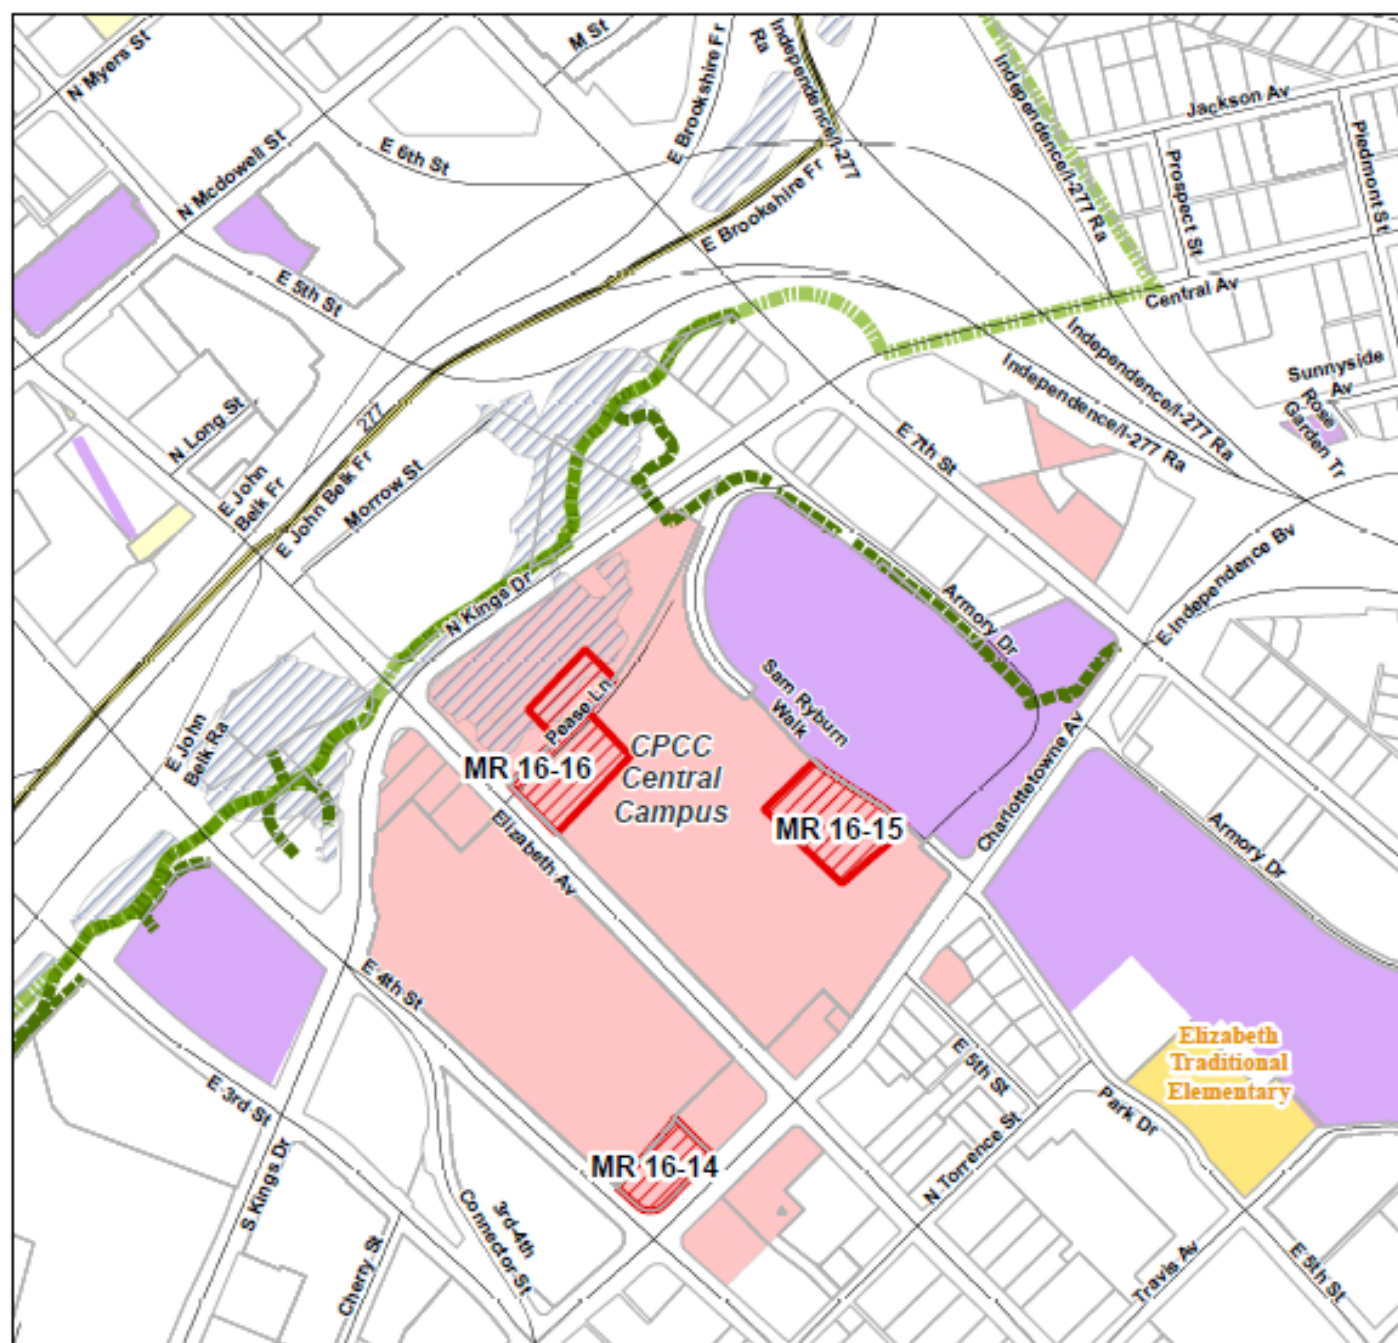 N Myers St
M St
E Brookshire Fr
Independence/I-277
Ra
Independence/I-277 Ra
Jackson Av
Piedmont St
Prospect St
E 6th St
N Mcdowell St
E Brookshire Fr
E 5th St
Central Av
Independence/I-277 Ra
Independence/I-277 Ra
Sunnyside
Av
Rose
Garden Tr
N Long St
277
E John
Belk Fr
E John Belk Fr
Morrow St
E 7th St
E Independence Bv
N Kings Dr
Armory Dr
Sam Ryburn
Walk
Pease Ln
E John
Belk Ra
CPCC
Central
Campus
MR 16-16
MR 16-15
Charlottetowne Av
Armory Dr
Elizabeth Av
E 4th St
E 5th St
Elizabeth
Traditional
Elementary
Park Dr
E 3rd St
N Torrence St
MR 16-14
S Kings Dr
3rd-4th
Connector St
Cherry St
Travis Av
E 5th St